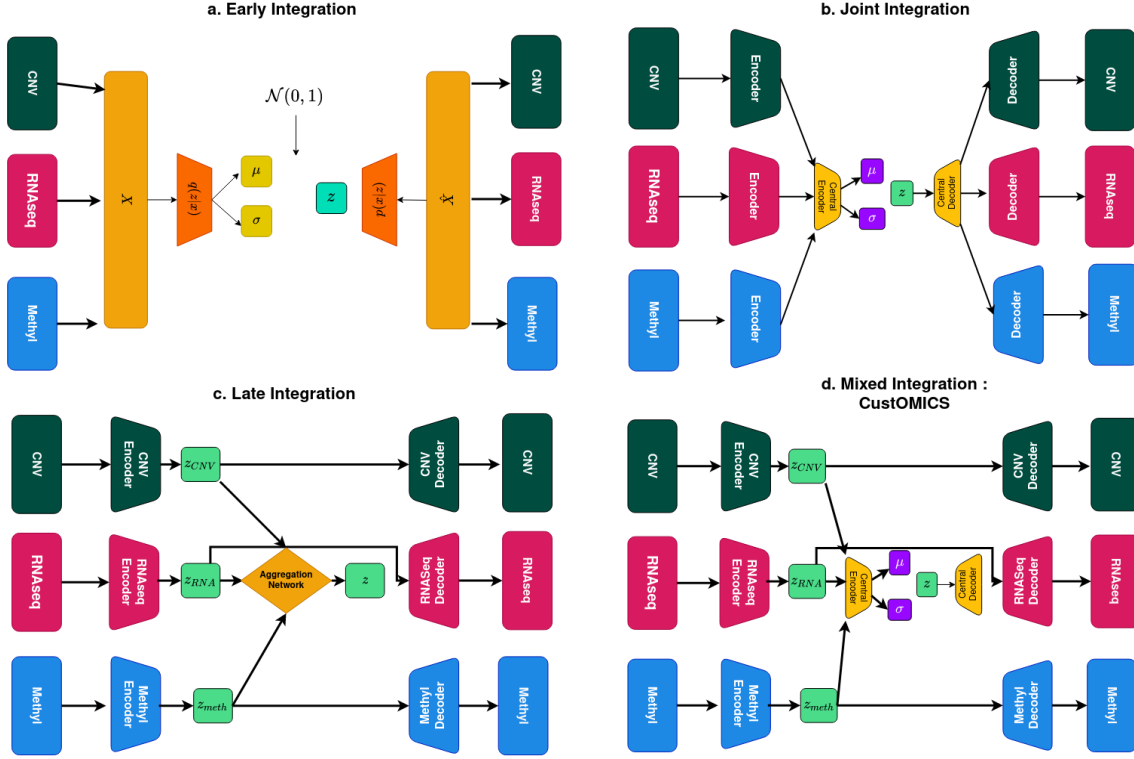 a. Early Integration
CNV
RNAseq
Methyl
X
q(z|x)
μ
σ
𝒩(0, 1)
z
p(x|z)
X̂
CNV
RNAseq
Methyl
b. Joint Integration
CNV
RNAseq
Methyl
Encoder
Encoder
Encoder
Central
Encoder
μ
σ
z
Central
Decoder
Decoder
Decoder
Decoder
CNV
RNAseq
Methyl
c. Late Integration
CNV
RNAseq
Methyl
CNV
Encoder
RNAseq
Encoder
Methyl
Encoder
z_CNV
z_RNA
z_meth
Aggregation
Network
z
CNV
Decoder
RNASeq
Decoder
Methyl
Decoder
CNV
RNAseq
Methyl
d. Mixed Integration :
CustOMICS
CNV
RNAseq
Methyl
CNV
Encoder
RNAseq
Encoder
Methyl
Encoder
z_CNV
z_RNA
z_meth
Central
Encoder
μ
σ
z
Central
Decoder
CNV
Decoder
RNASeq
Decoder
Methyl
Decoder
CNV
RNAseq
Methyl